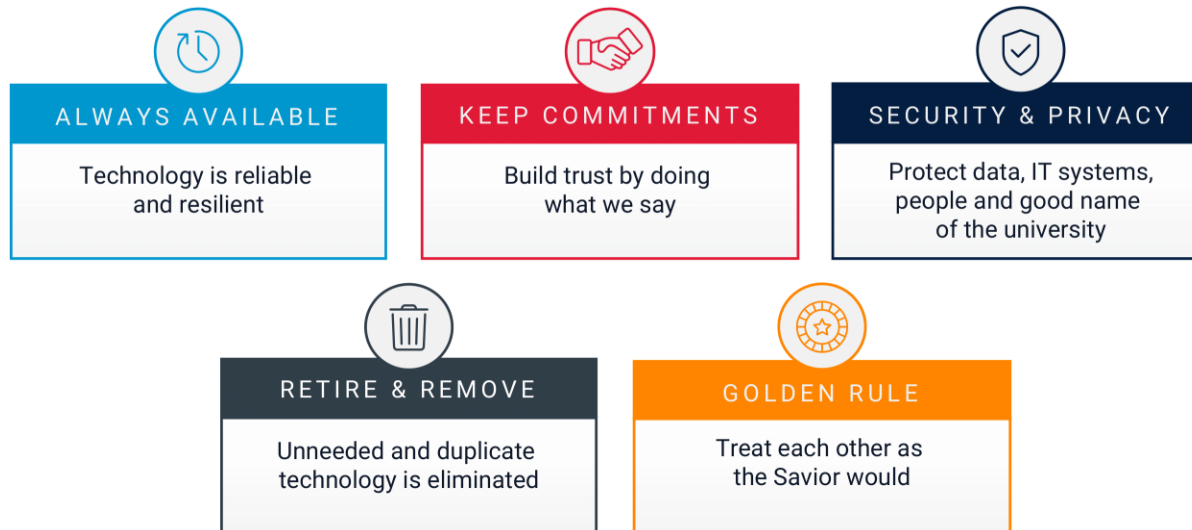 ALWAYS AVAILABLE
Technology is reliable
and resilient
KEEP COMMITMENTS
Build trust by doing
what we say
SECURITY & PRIVACY
Protect data, IT systems,
people and good name
of the university
RETIRE & REMOVE
Unneeded and duplicate
technology is eliminated
GOLDEN RULE
Treat each other as
the Savior would